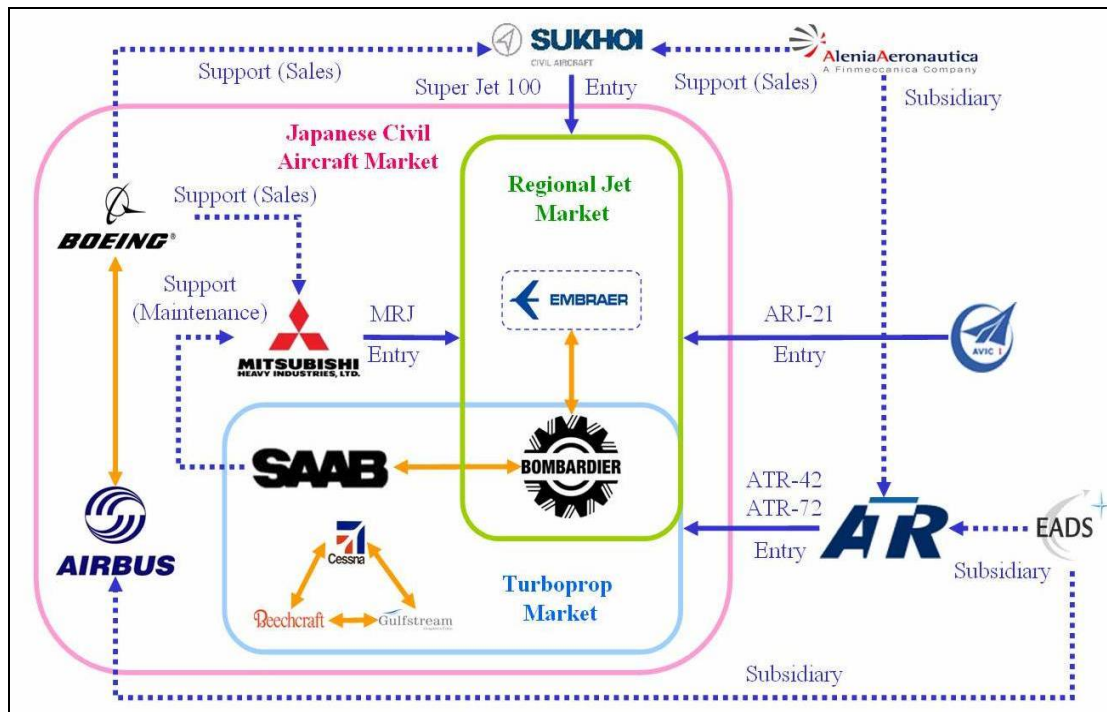 SUKHOI
CIVIL AIRCRAFT
AleniaAeronautica
A Finmeccanica Company
Support (Sales)
Support (Sales)
Super Jet 100
Entry
Subsidiary
Japanese Civil
Aircraft Market
Regional Jet
Market
Support (Sales)
BOEING®
EMBRAER
Support
(Maintenance)
MRJ
Entry
MITSUBISHI
HEAVY INDUSTRIES, LTD.
ARJ-21
Entry
AVIC I
SAAB
BOMBARDIER
ATR-42
ATR-72
Entry
ATR
EADS
Subsidiary
AIRBUS
Cessna
Beechcraft
Gulfstream
Turboprop
Market
Subsidiary